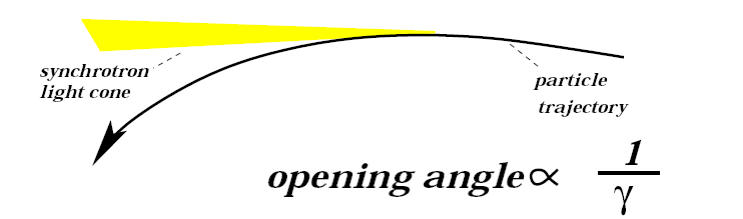 synchrotron
light cone
particle
trajectory
opening angle ∝ 1/γ